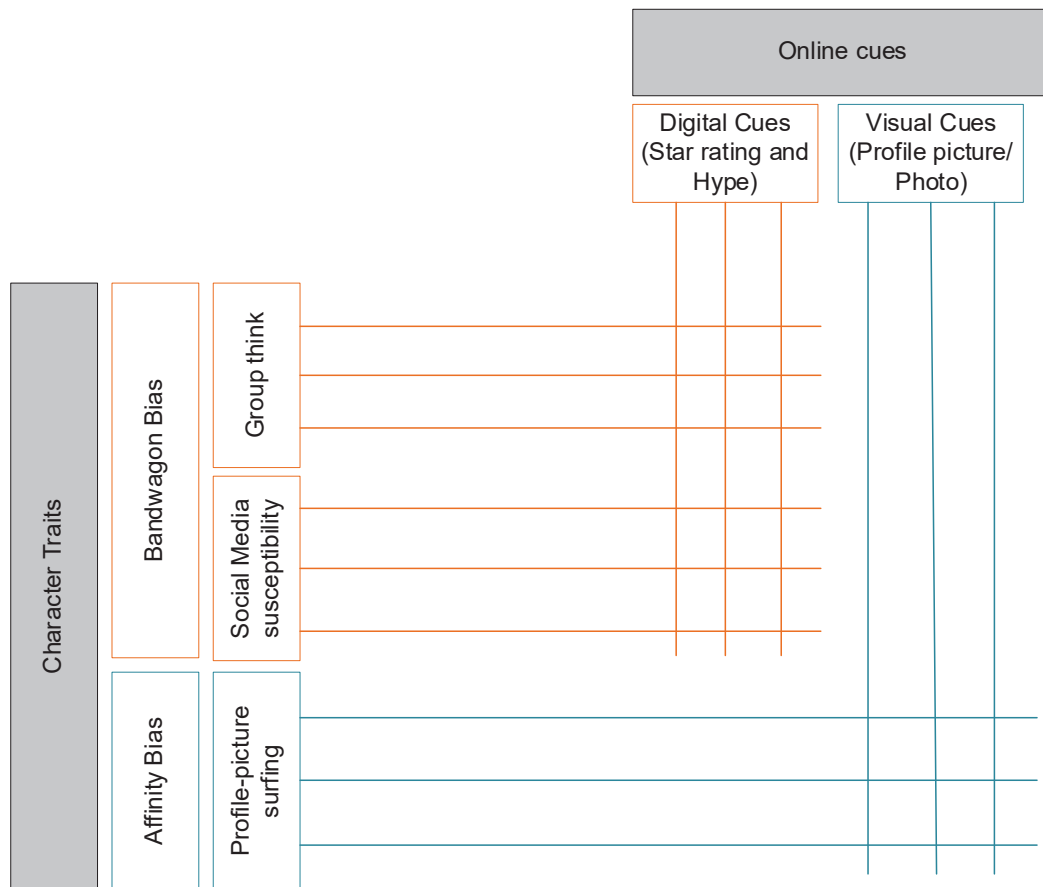 Online cues
Digital Cues
(Star rating and
Hype)
Visual Cues
(Profile picture/
Photo)
Character Traits
Bandwagon Bias
Group think
Social Media
susceptibility
Affinity Bias
Profile-picture
surfing